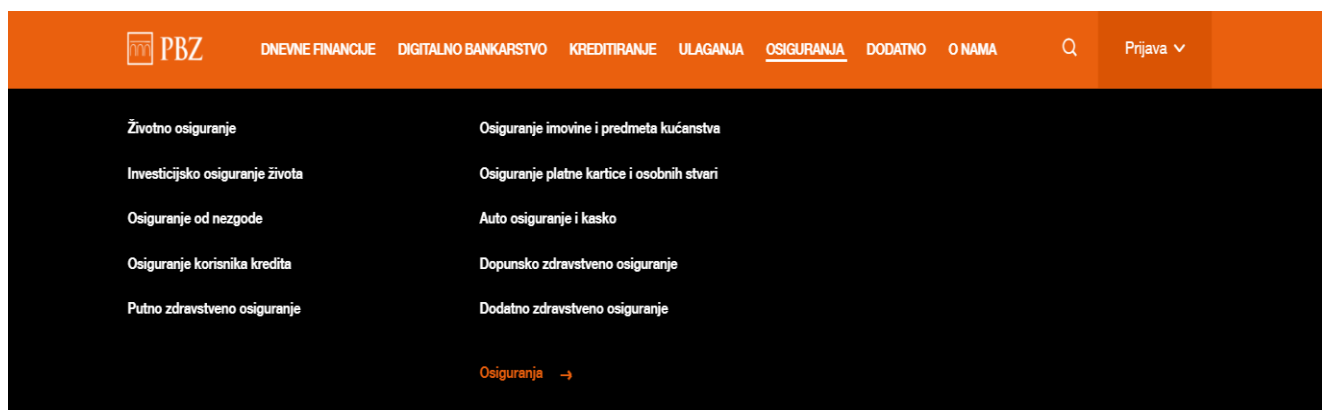 PBZ DNEVNE FINANCIJE DIGITALNO BANKARSTVO KREDITIRANJE ULAGANJA OSIGURANJA DODATNO O NAMA Prijava
Životno osiguranje
Investicijsko osiguranje života
Osiguranje od nezgode
Osiguranje korisnika kredita
Putno zdravstveno osiguranje
Osiguranje imovine i predmeta kućanstva
Osiguranje platne kartice i osobnih stvari
Auto osiguranje i kasko
Dopunsko zdravstveno osiguranje
Dodatno zdravstveno osiguranje
Osiguranja →